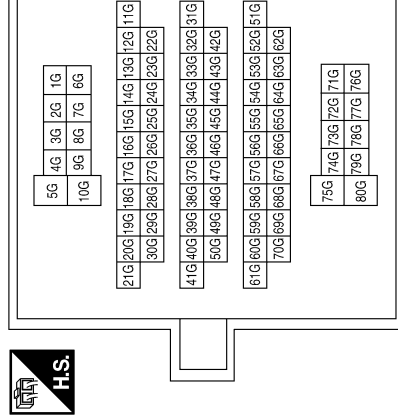 H.S.
5G 4G 3G 2G 1G
10G 9G 8G 7G 6G
21G 20G 19G 18G 17G 16G 15G 14G 13G 12G 11G
30G 29G 28G 27G 26G 25G 24G 23G 22G
41G 40G 39G 38G 37G 36G 35G 34G 33G 32G 31G
50G 49G 48G 47G 46G 45G 44G 43G 42G
61G 60G 59G 58G 57G 56G 55G 54G 53G 52G 51G
70G 69G 68G 67G 66G 65G 64G 63G 62G
75G 74G 73G 72G 71G
80G 79G 78G 77G 76G